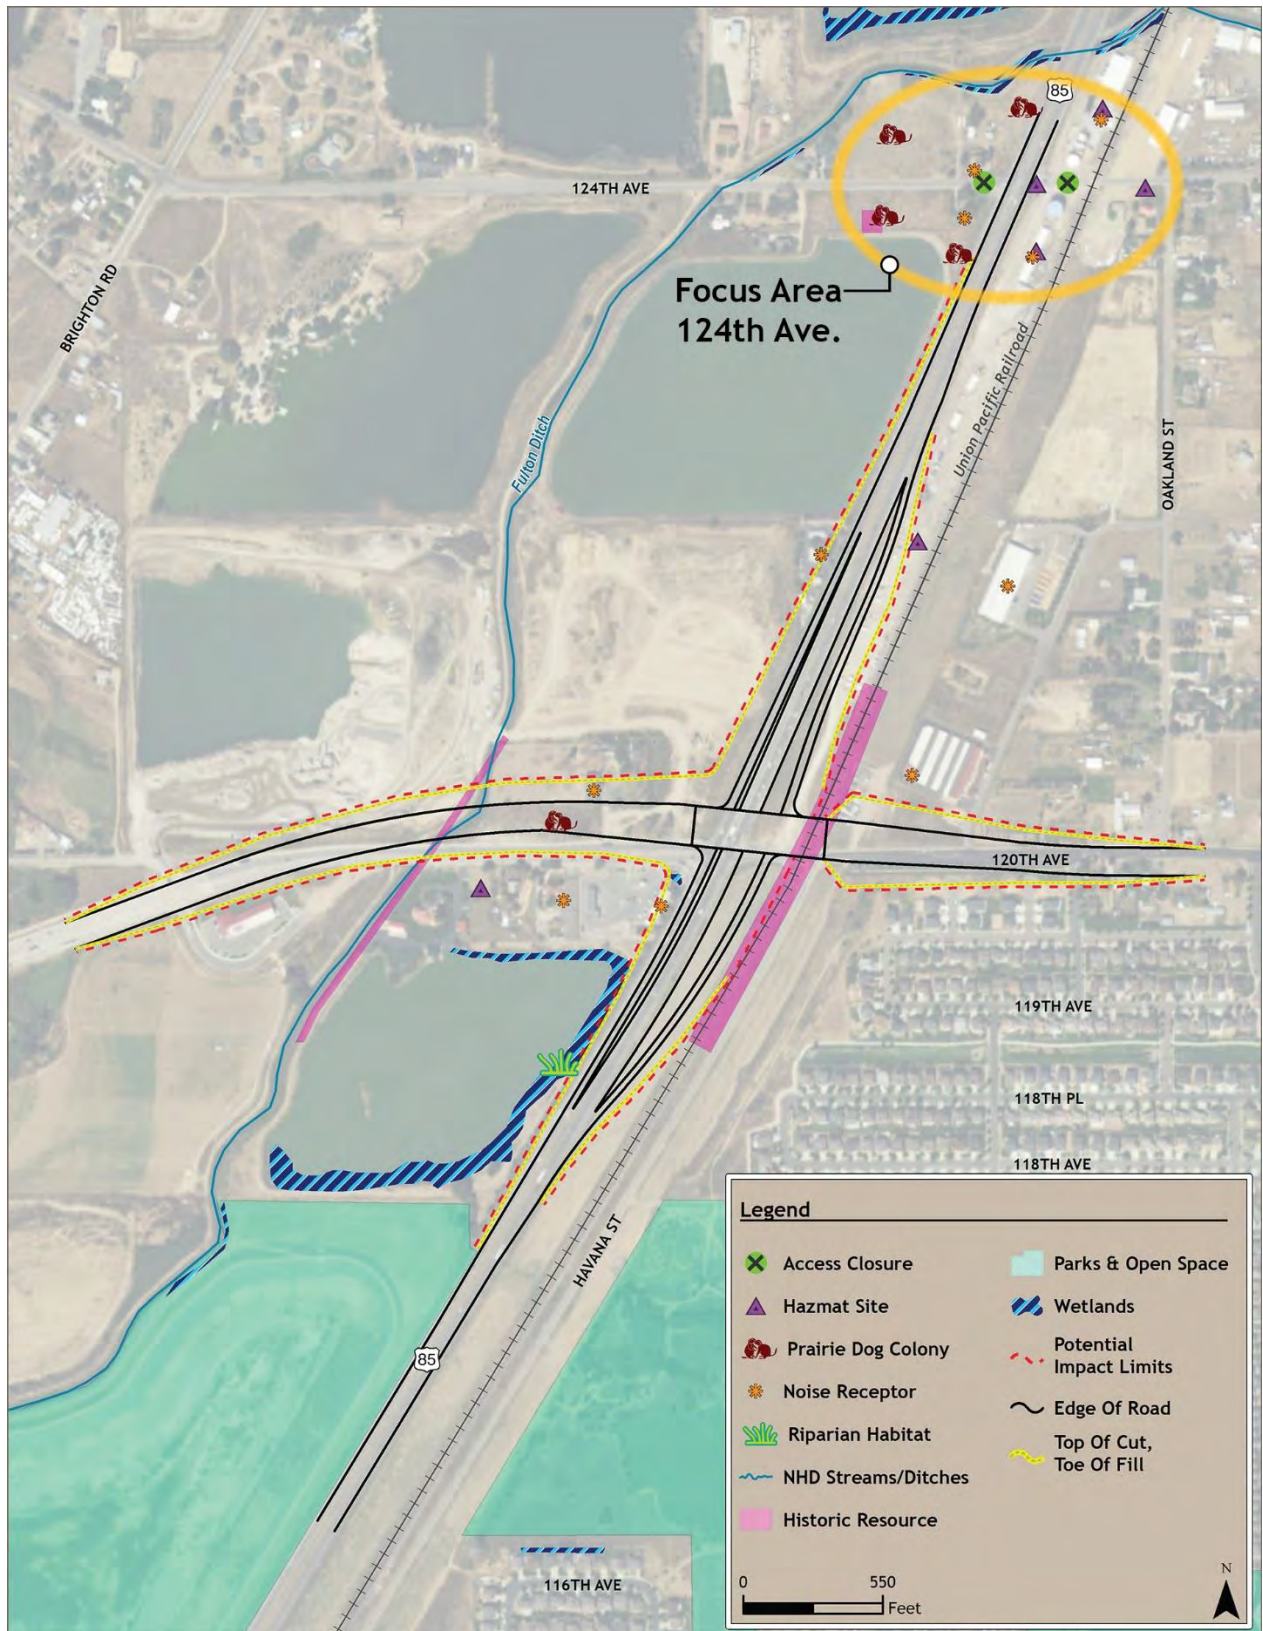 85
124TH AVE
BRIGHTON RD
Focus Area
124th Ave.
Union Pacific Railroad
OAKLAND ST
Fulton Ditch
120TH AVE
119TH AVE
118TH PL
118TH AVE
HAVANA ST
85
116TH AVE
Legend
Access Closure
Hazmat Site
Prairie Dog Colony
Noise Receptor
Riparian Habitat
NHD Streams/Ditches
Historic Resource
Parks & Open Space
Wetlands
Potential
Impact Limits
Edge Of Road
Top Of Cut,
Toe Of Fill
0 550
Feet
N